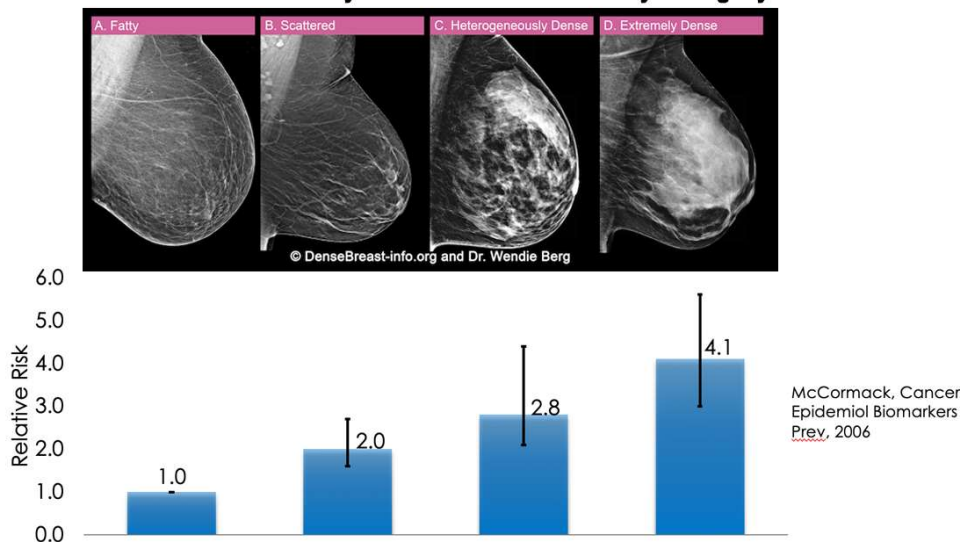 A. Fatty
B. Scattered
C. Heterogeneously Dense
D. Extremely Dense
© DenseBreast-info.org and Dr. Wendie Berg
6.0
5.0
4.0
3.0
2.0
1.0
0.0
Relative Risk
1.0
2.0
2.8
4.1
McCormack, Cancer
Epidemiol Biomarkers
Prev, 2006